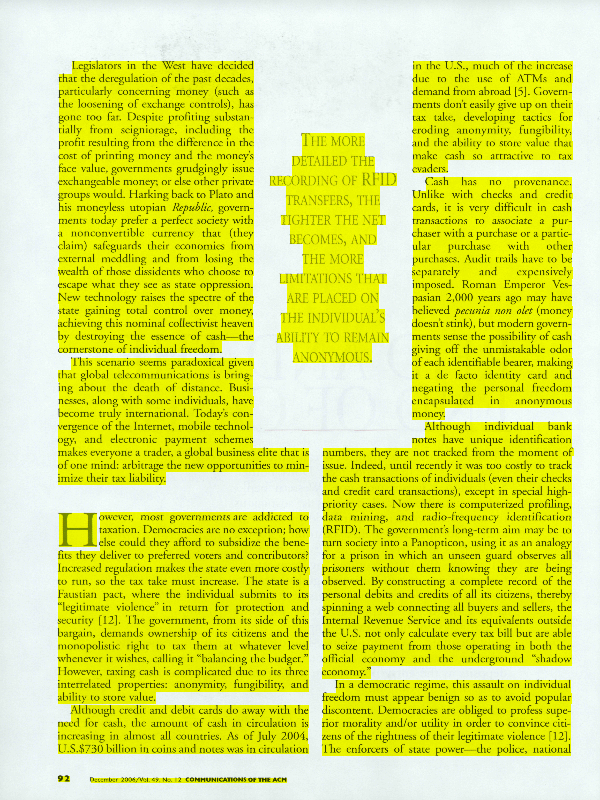 Legislators in the West have decided
that the deregulation of the past decades,
particularly concerning money (such as
the loosening of exchange controls), has
gone too far. Despite profiting substan-
tially from seigniorage, including the
profit resulting from the difference in the
cost of printing money and the money's
face value, governments grudgingly issue
exchangeable money; or else other private
groups would. Harking back to Plato and
his moneyless utopian Republic, govern-
ments today prefer a perfect society with
a nonconvertible currency that (they
claim) safeguards their economies from
external meddling and from losing the
wealth of those dissidents who choose to
escape what they see as state oppression.
New technology raises the spectre of the
state gaining total control over money,
achieving this nominal collectivist heaven
by destroying the essence of cash—the
cornerstone of individual freedom.
This scenario seems paradoxical given
that global telecommunications is bring-
ing about the death of distance. Busi-
nesses, along with some individuals, have
become truly international. Today's con-
vergence of the Internet, mobile technol-
ogy, and electronic payment schemes
makes everyone a trader, a global business elite that is
of one mind: arbitrage the new opportunities to min-
imize their tax liability.
However, most governments are addicted to
taxation. Democracies are no exception; how
else could they afford to subsidize the bene-
fits they deliver to preferred voters and contributors?
Increased regulation makes the state even more costly
to run, so the tax take must increase. The state is a
Faustian pact, where the individual submits to its
"legitimate violence" in return for protection and
security [12]. The government, from its side of this
bargain, demands ownership of its citizens and the
monopolistic right to tax them at whatever level
whenever it wishes, calling it "balancing the budget."
However, taxing cash is complicated due to its three
interrelated properties: anonymity, fungibility, and
ability to store value.
Although credit and debit cards do away with the
need for cash, the amount of cash in circulation is
increasing in almost all countries. As of July 2004,
U.S.$730 billion in coins and notes was in circulation
THE MORE
DETAILED THE
RECORDING OF RFID
TRANSFERS, THE
TIGHTER THE NET
BECOMES, AND
THE MORE
LIMITATIONS THAT
ARE PLACED ON
THE INDIVIDUAL'S
ABILITY TO REMAIN
ANONYMOUS.
in the U.S., much of the increase
due to the use of ATMs and
demand from abroad [5]. Govern-
ments don't easily give up on their
tax take, developing tactics for
eroding anonymity, fungibility,
and the ability to store value that
make cash so attractive to tax
evaders.
Cash has no provenance.
Unlike with checks and credit
cards, it is very difficult in cash
transactions to associate a pur-
chaser with a purchase or a partic-
ular purchase with other
purchases. Audit trails have to be
separately and expensively
imposed. Roman Emperor Ves-
pasian 2,000 years ago may have
believed pecunia non olet (money
doesn't stink), but modern govern-
ments sense the possibility of cash
giving off the unmistakable odor
of each identifiable bearer, making
it a de facto identity card and
negating the personal freedom
encapsulated in anonymous
money.
Although individual bank
notes have unique identification
numbers, they are not tracked from the moment of
issue. Indeed, until recently it was too costly to track
the cash transactions of individuals (even their checks
and credit card transactions), except in special high-
priority cases. Now there is computerized profiling,
data mining, and radio-frequency identification
(RFID). The government's long-term aim may be to
turn society into a Panopticon, using it as an analogy
for a prison in which an unseen guard observes all
prisoners without them knowing they are being
observed. By constructing a complete record of the
personal debits and credits of all its citizens, thereby
spinning a web connecting all buyers and sellers, the
Internal Revenue Service and its equivalents outside
the U.S. not only calculate every tax bill but are able
to seize payment from those operating in both the
official economy and the underground "shadow
economy."
In a democratic regime, this assault on individual
freedom must appear benign so as to avoid popular
discontent. Democracies are obliged to profess supe-
rior morality and/or utility in order to convince citi-
zens of the rightness of their legitimate violence [12].
The enforcers of state power—the police, national
92 December 2006/Vol. 49, No. 12 COMMUNICATIONS OF THE ACM